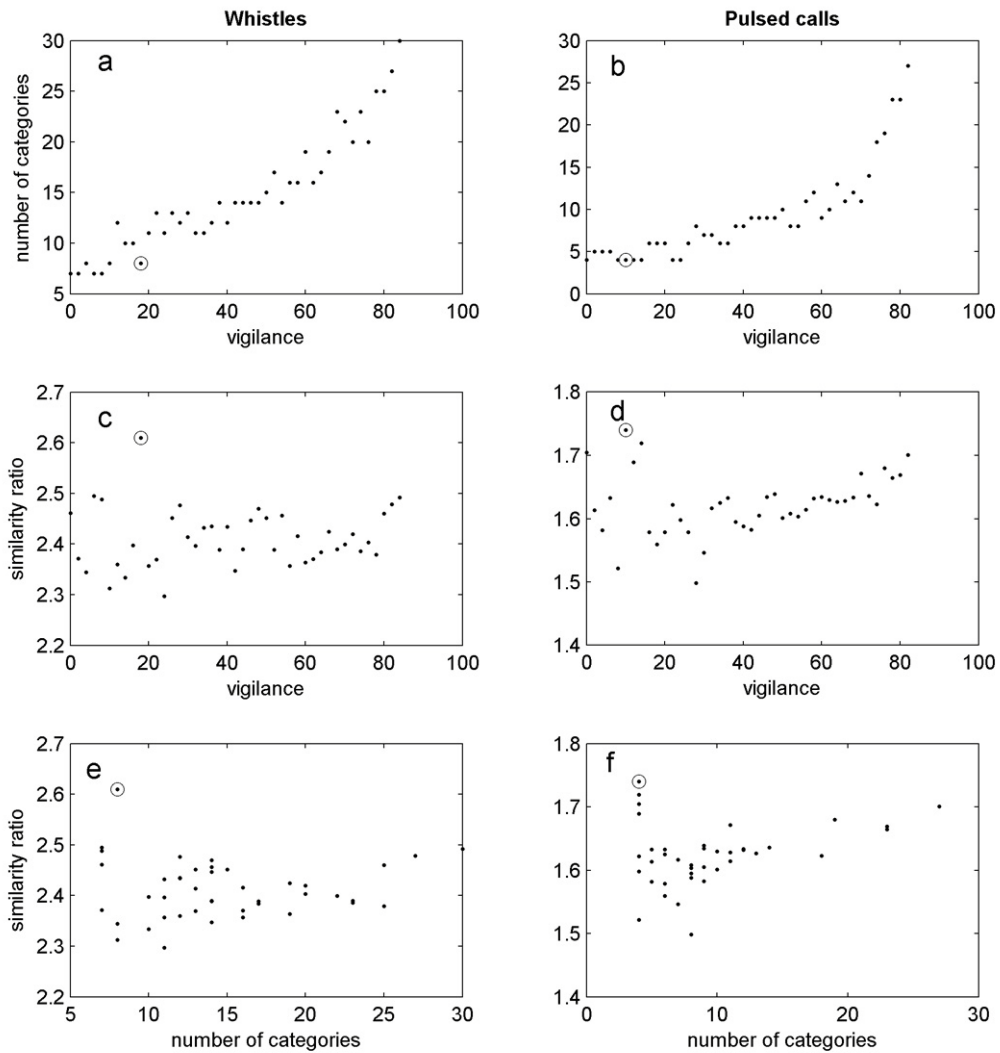 Whistles
Pulsed calls
a
30
25
20
15
10
5
number of categories
0 20 40 60 80 100
vigilance
b
30
25
20
15
10
5
0
0 20 40 60 80 100
vigilance
c
2.7
2.6
2.5
2.4
2.3
2.2
similarity ratio
0 20 40 60 80 100
vigilance
d
1.8
1.7
1.6
1.5
1.4
0 20 40 60 80 100
vigilance
e
2.7
2.6
2.5
2.4
2.3
2.2
similarity ratio
5 10 15 20 25 30
number of categories
f
1.8
1.7
1.6
1.5
1.4
0 10 20 30
number of categories